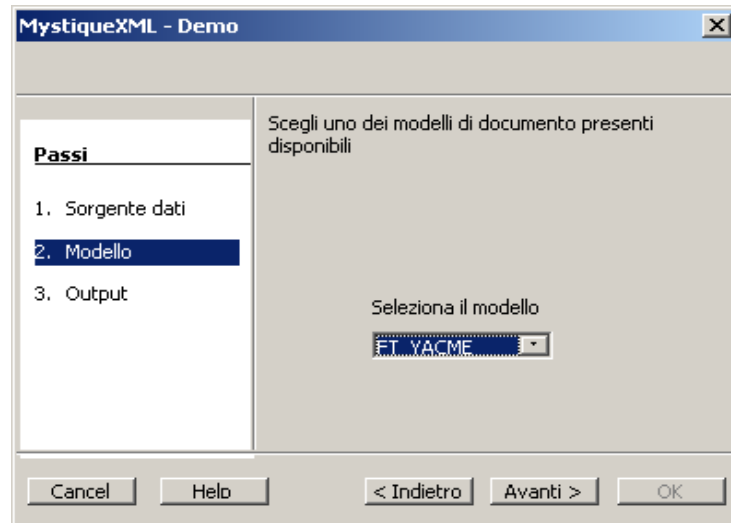 MystiqueXML - Demo
Passi
1. Sorgente dati
2. Modello
3. Output
Scegli uno dei modelli di documento presenti
disponibili
Seleziona il modello
FT_YACME
Cancel
Help
< Indietro
Avanti >
OK